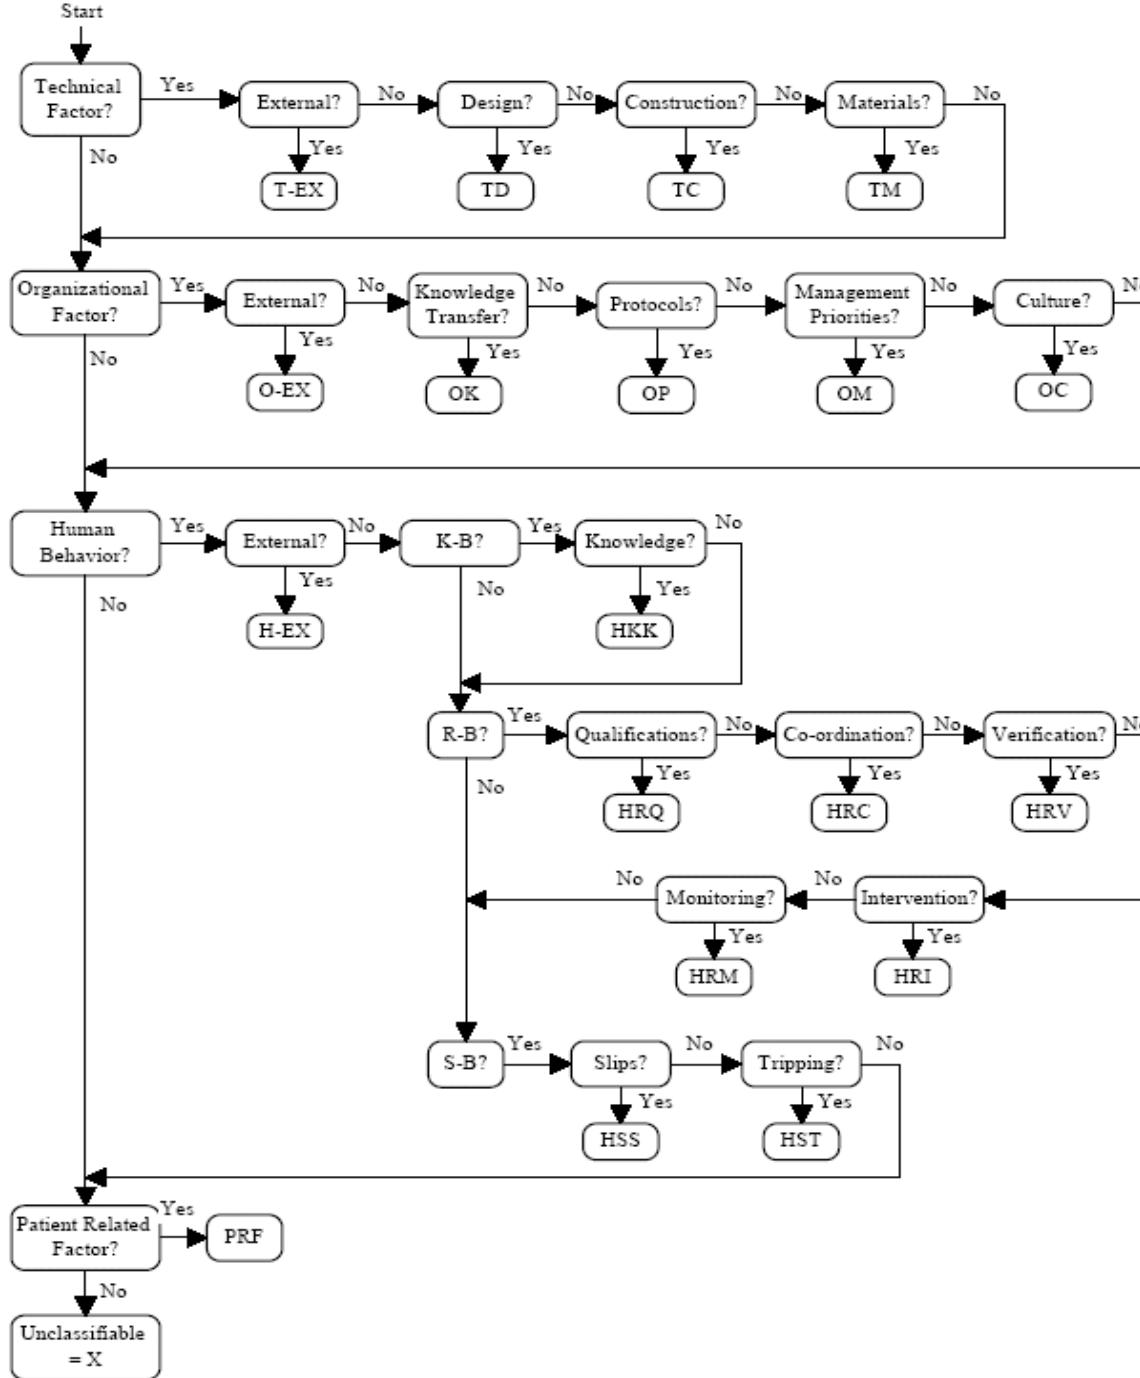 Start
Technical
Factor?
Yes
External?
No
Design?
No
Construction?
No
Materials?
No
No
Yes
Yes
Yes
Yes
T-EX
TD
TC
TM
Organizational
Factor?
Yes
External?
No
Knowledge
Transfer?
No
Protocols?
No
Management
Priorities?
No
Culture?
No
Yes
Yes
Yes
Yes
Yes
O-EX
OK
OP
OM
OC
Human
Behavior?
Yes
External?
No
K-B?
Yes
Knowledge?
No
No
Yes
No
Yes
H-EX
HKK
R-B?
Yes
Qualifications?
No
Co-ordination?
No
Verification?
No
No
Yes
Yes
Yes
HRQ
HRC
HRV
No
Monitoring?
No
Intervention?
Yes
Yes
HRM
HRI
S-B?
Yes
Slips?
No
Tripping?
No
Yes
Yes
HSS
HST
Patient Related
Factor?
Yes
PRF
No
Unclassifiable
= X